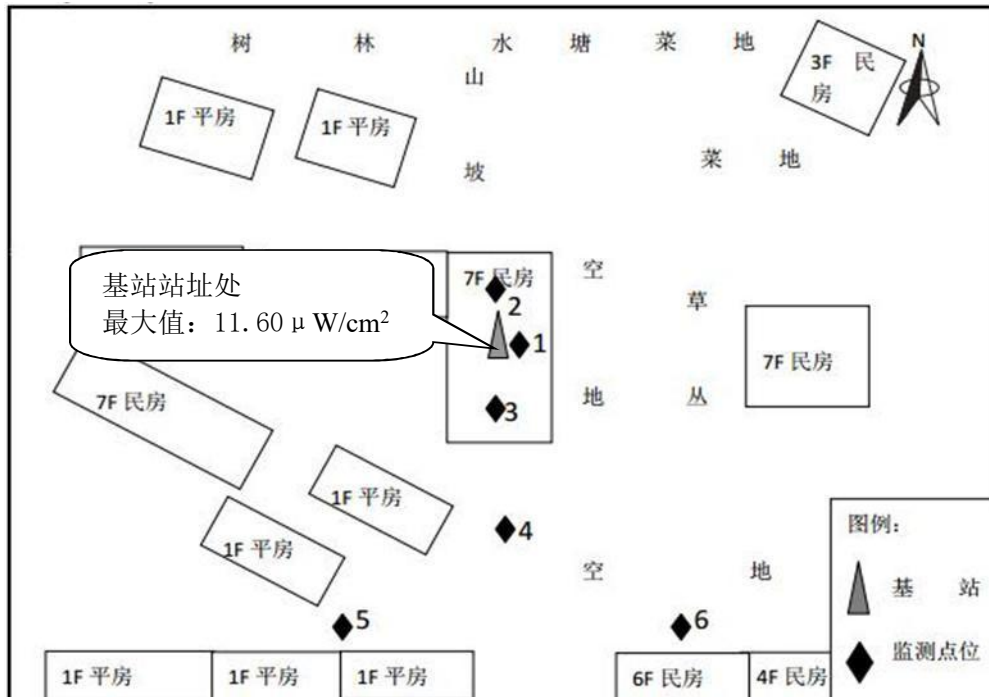 树 林 水 塘 菜 地
N
山
3F 民
房
1F 平房
1F 平房
菜 地
坡
7F 民房
空
基站站址处
最大值：11.60μW/cm²
草
2
1
7F 民房
7F 民房
3
地
丛
1F 平房
4
图例：
1F 平房
空 地
基 站
5
6
监测点位
1F 平房
1F 平房
1F 平房
6F 民房
4F 民房